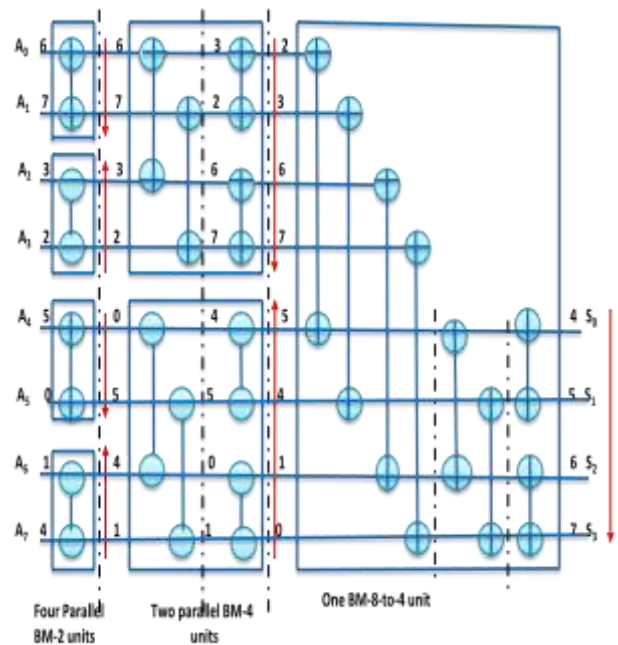 A₀ 6 6 3 2
A₁ 7 7 2 3
A₂ 3 3 6 6
A₃ 2 2 7 7
A₄ 5 0 4 5 4 S₀
A₅ 0 5 5 4 5 S₁
A₆ 1 4 0 1 6 S₂
A₇ 4 1 1 0 7 S₃
Four Parallel Two parallel BM-4 One BM-8-to-4 unit
BM-2 units units